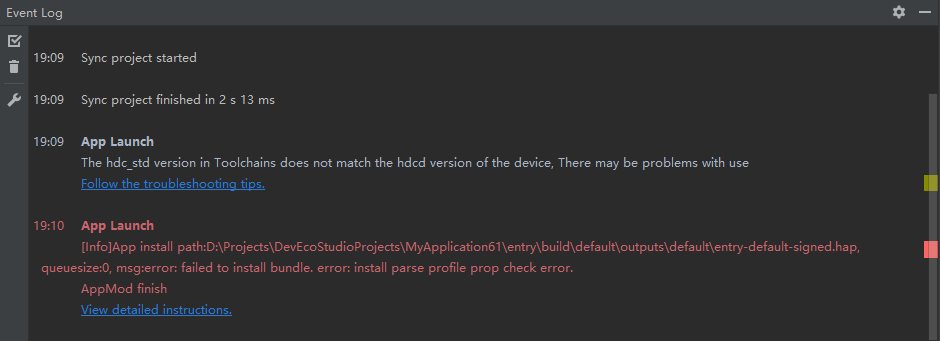 Event Log
19:09 Sync project started
19:09 Sync project finished in 2 s 13 ms
19:09 App Launch
The hdc_std version in Toolchains does not match the hdcd version of the device, There may be problems with use
Follow the troubleshooting tips.
19:10 App Launch
[Info]App install path:D:\Projects\DevEcoStudioProjects\MyApplication61\entry\build\default\outputs\default\entry-default-signed.hap,
queuesize:0, msg:error: failed to install bundle. error: install parse profile prop check error.
AppMod finish
View detailed instructions.